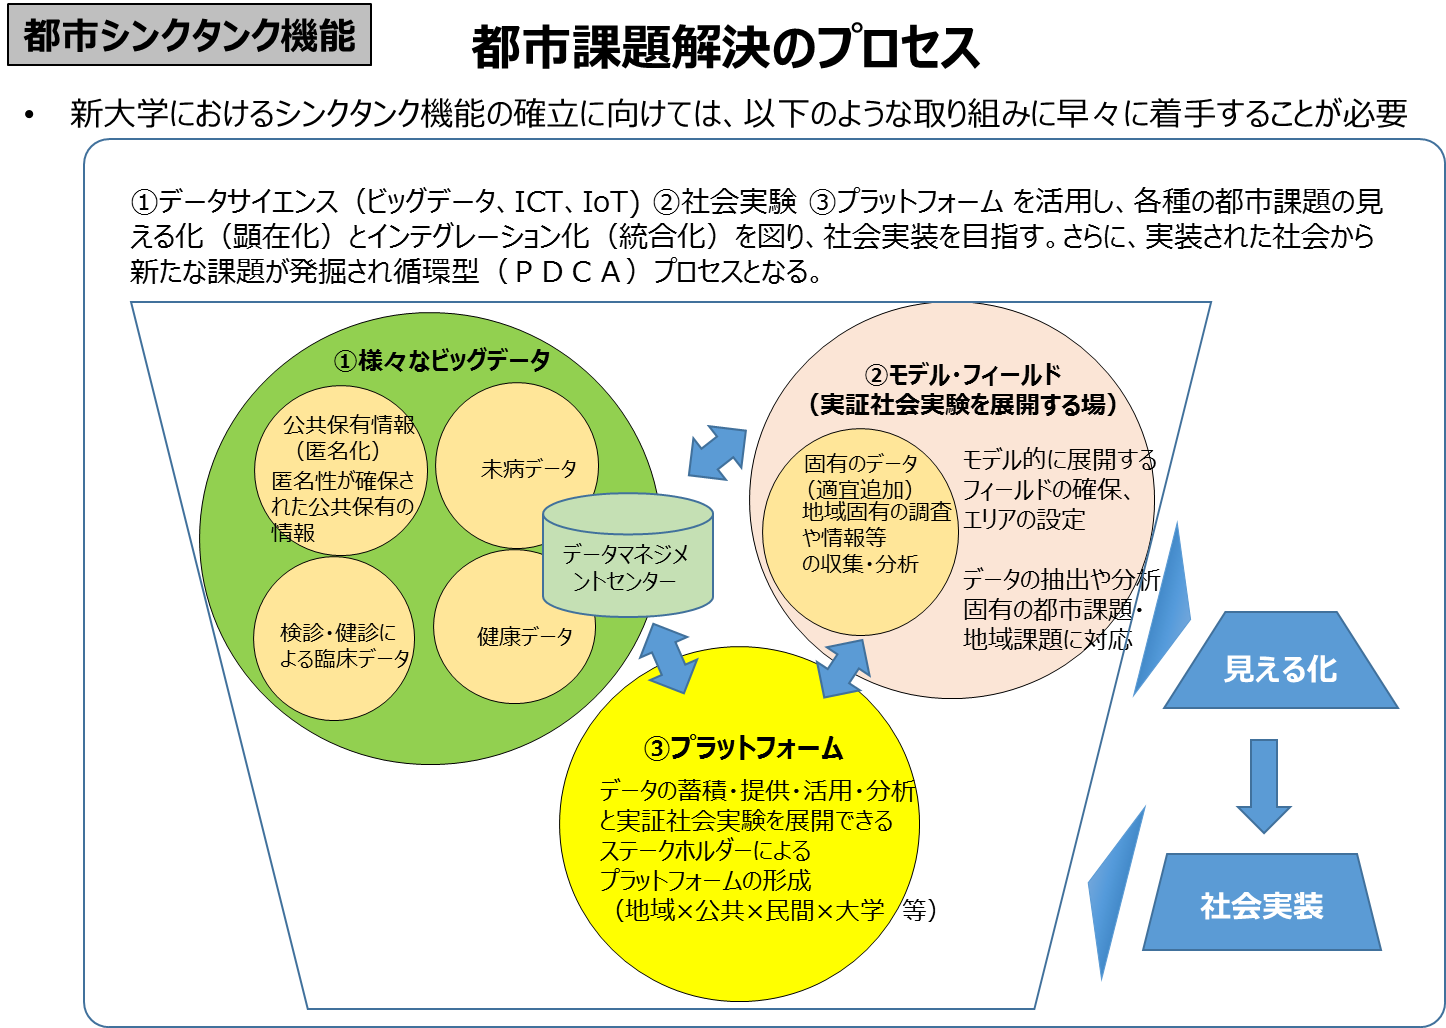 都市シンクタンク機能
都市課題解決のプロセス
• 新大学におけるシンクタンク機能の確立に向けては、以下のような取り組みに早々に着手することが必要
①データサイエンス（ビッグデータ、ICT、IoT) ②社会実験 ③プラットフォーム を活用し、各種の都市課題の見
える化（顕在化）とインテグレーション化（統合化）を図り、社会実装を目指す。さらに、実装された社会から
新たな課題が発掘され循環型（ＰＤＣＡ）プロセスとなる。
①様々なビッグデータ
公共保有情報
（匿名化）
匿名性が確保さ
れた公共保有の
情報
未病データ
検診・健診に
よる臨床データ
健康データ
データマネジメ
ントセンター
②モデル・フィールド
（実証社会実験を展開する場）
固有のデータ
（適宜追加）
地域固有の調査
や情報等
の収集・分析
モデル的に展開する
フィールドの確保、
エリアの設定
データの抽出や分析
固有の都市課題・
地域課題に対応
③プラットフォーム
データの蓄積・提供・活用・分析
と実証社会実験を展開できる
ステークホルダーによる
プラットフォームの形成
（地域×公共×民間×大学　等）
見える化
社会実装